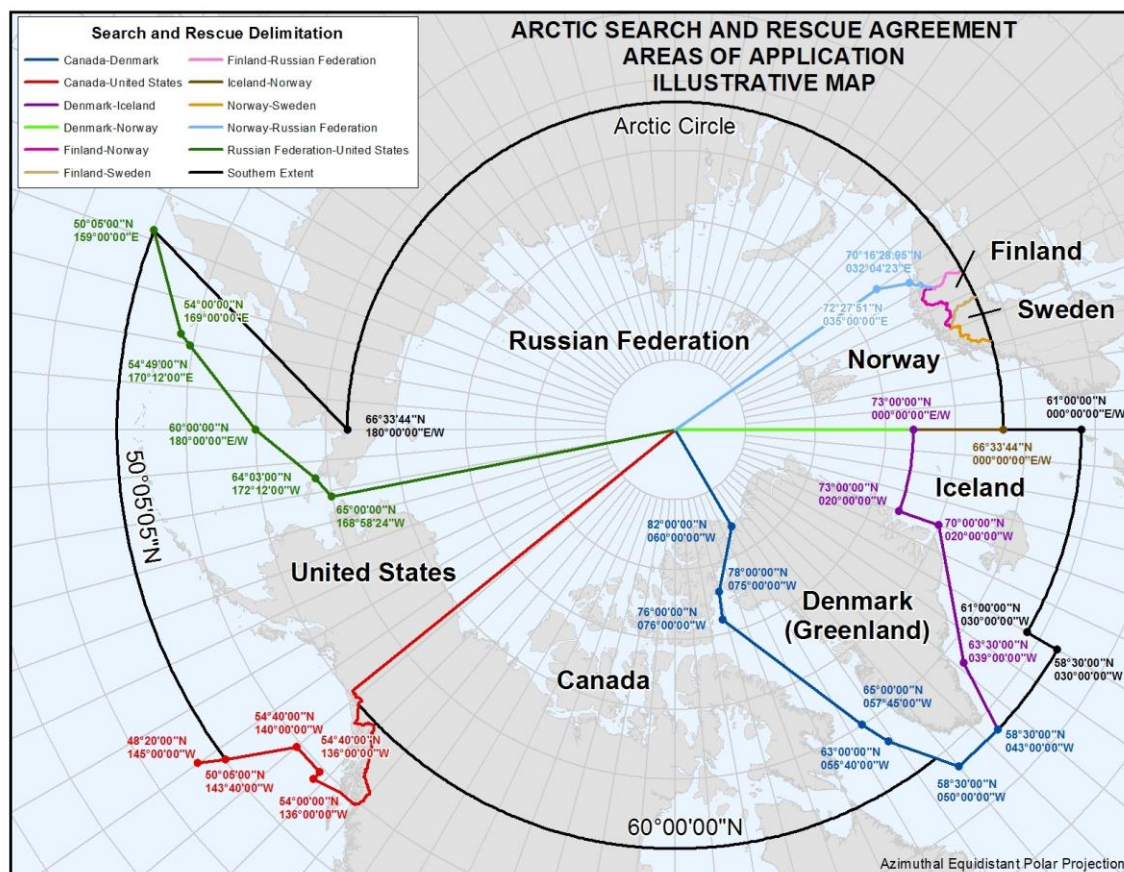 ARCTIC SEARCH AND RESCUE AGREEMENT
AREAS OF APPLICATION
ILLUSTRATIVE MAP
Search and Rescue Delimitation
Canada-Denmark
Canada-United States
Denmark-Iceland
Denmark-Norway
Finland-Norway
Finland-Sweden
Finland-Russian Federation
Iceland-Norway
Norway-Sweden
Norway-Russian Federation
Russian Federation-United States
Southern Extent
Arctic Circle
50°05'00"N
159°00'00"E
54°00'00"N
169°00'00"E
54°49'00"N
170°12'00"E
60°00'00"N
180°00'00"E/W
64°03'00"N
172°12'00"W
65°00'00"N
168°58'24"W
66°33'44"N
180°00'00"E/W
50°05'05"N
Russian Federation
70°16'28.95"N
032°04'23"E
72°27'51"N
035°00'00"E
Finland
Sweden
Norway
73°00'00"N
000°00'00"E/W
61°00'00"N
000°00'00"E/W
66°33'44"N
000°00'00"E/W
Iceland
73°00'00"N
020°00'00"W
70°00'00"N
020°00'00"W
82°00'00"N
060°00'00"W
78°00'00"N
075°00'00"W
76°00'00"N
076°00'00"W
United States
Denmark
(Greenland)
61°00'00"N
030°00'00"W
58°30'00"N
030°00'00"W
63°30'00"N
039°00'00"W
Canada
65°00'00"N
057°45'00"W
63°00'00"N
055°40'00"W
58°30'00"N
043°00'00"W
58°30'00"N
050°00'00"W
54°40'00"N
140°00'00"W
54°40'00"N
136°00'00"W
48°20'00"N
145°00'00"W
50°05'00"N
143°40'00"W
54°00'00"N
136°00'00"W
60°00'00"N
Azimuthal Equidistant Polar Projection